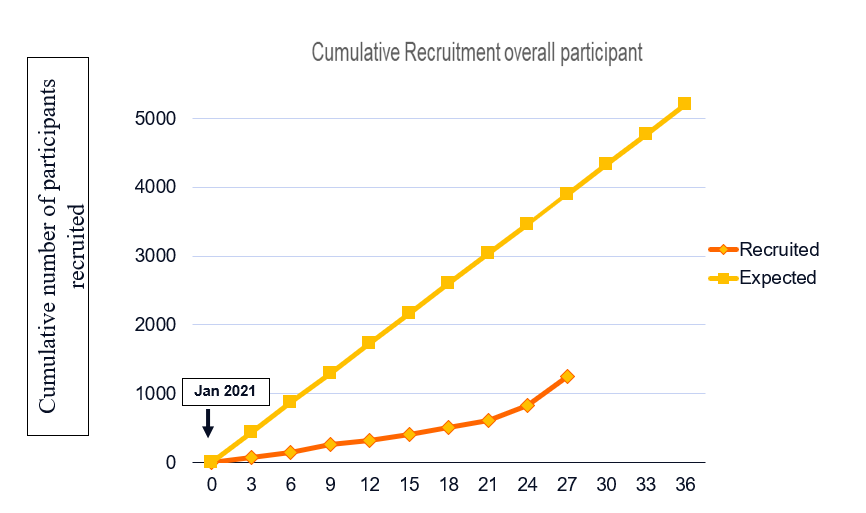 Cumulative Recruitment overall participant
Cumulative number of participants
recruited
5000
4000
3000
2000
1000
0
Jan 2021
0 3 6 9 12 15 18 21 24 27 30 33 36
Recruited
Expected